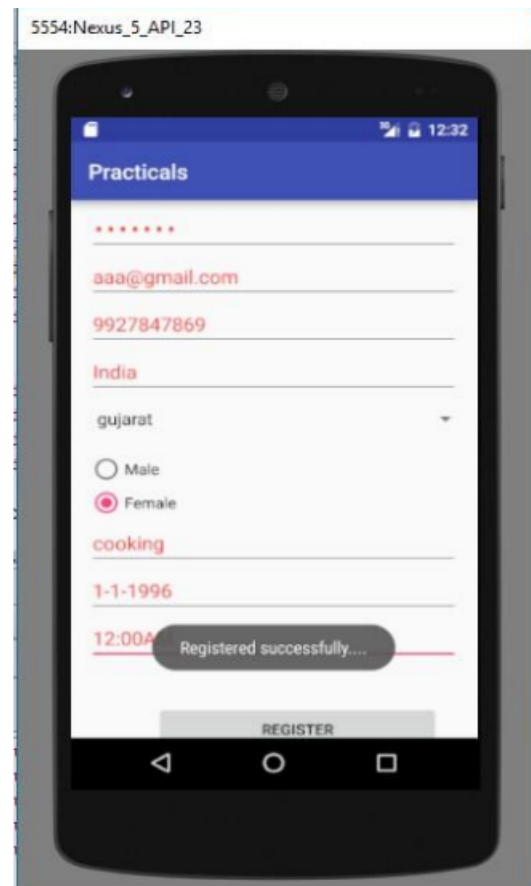 5554:Nexus_5_API_23
12:32
Practicals
•••••••
aaa@gmail.com
9927847869
India
gujarat
Male
Female
cooking
1-1-1996
12:00A
Registered successfully....
REGISTER